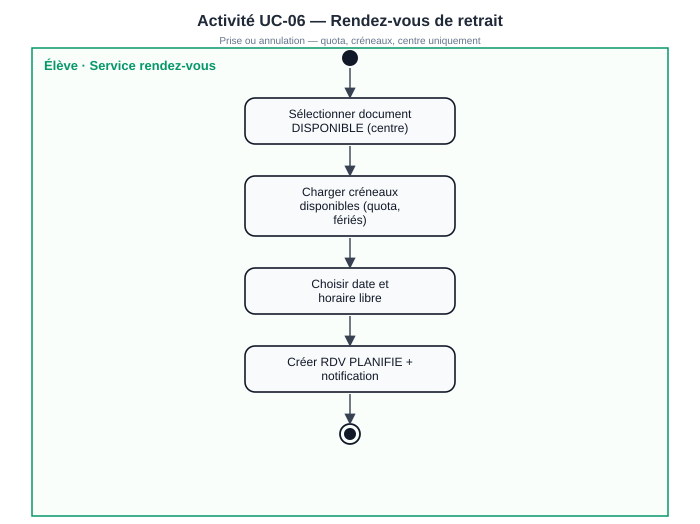 Activité UC-06 — Rendez-vous de retrait
Prise ou annulation — quota, créneaux, centre uniquement
Élève · Service rendez-vous
Sélectionner document
DISPONIBLE (centre)
Charger créneaux
disponibles (quota,
fériés)
Choisir date et
horaire libre
Créer RDV PLANIFIE +
notification